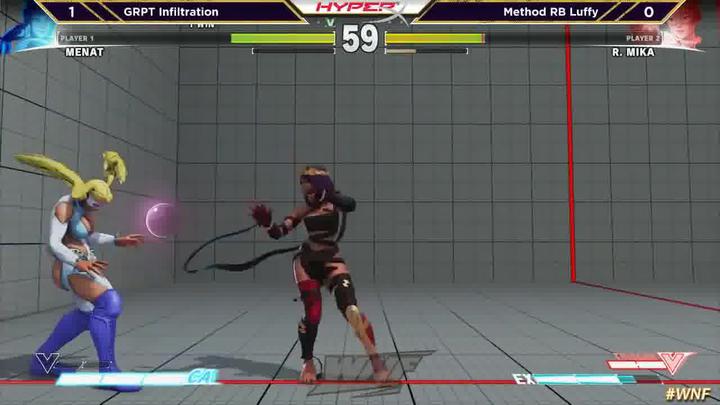 1 GRPT Infiltration HYPER Method RB Luffy 0
PLAYER 1 1 WIN V 59 PLAYER 2
MENAT R. MIKA
CA EX
#WNF